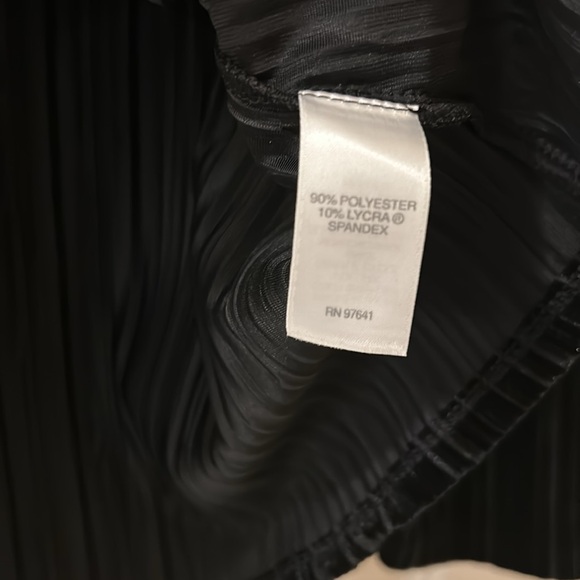 90% POLYESTER
10% LYCRA®
SPANDEX
RN 97641